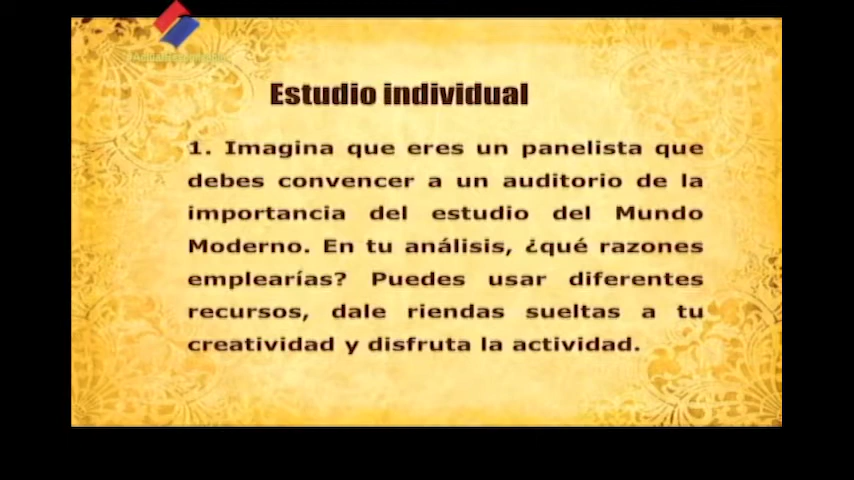 Estudio individual
1. Imagina que eres un panelista que
debes convencer a un auditorio de la
importancia del estudio del Mundo
Moderno. En tu análisis, ¿qué razones
emplearías? Puedes usar diferentes
recursos, dale riendas sueltas a tu
creatividad y disfruta la actividad.